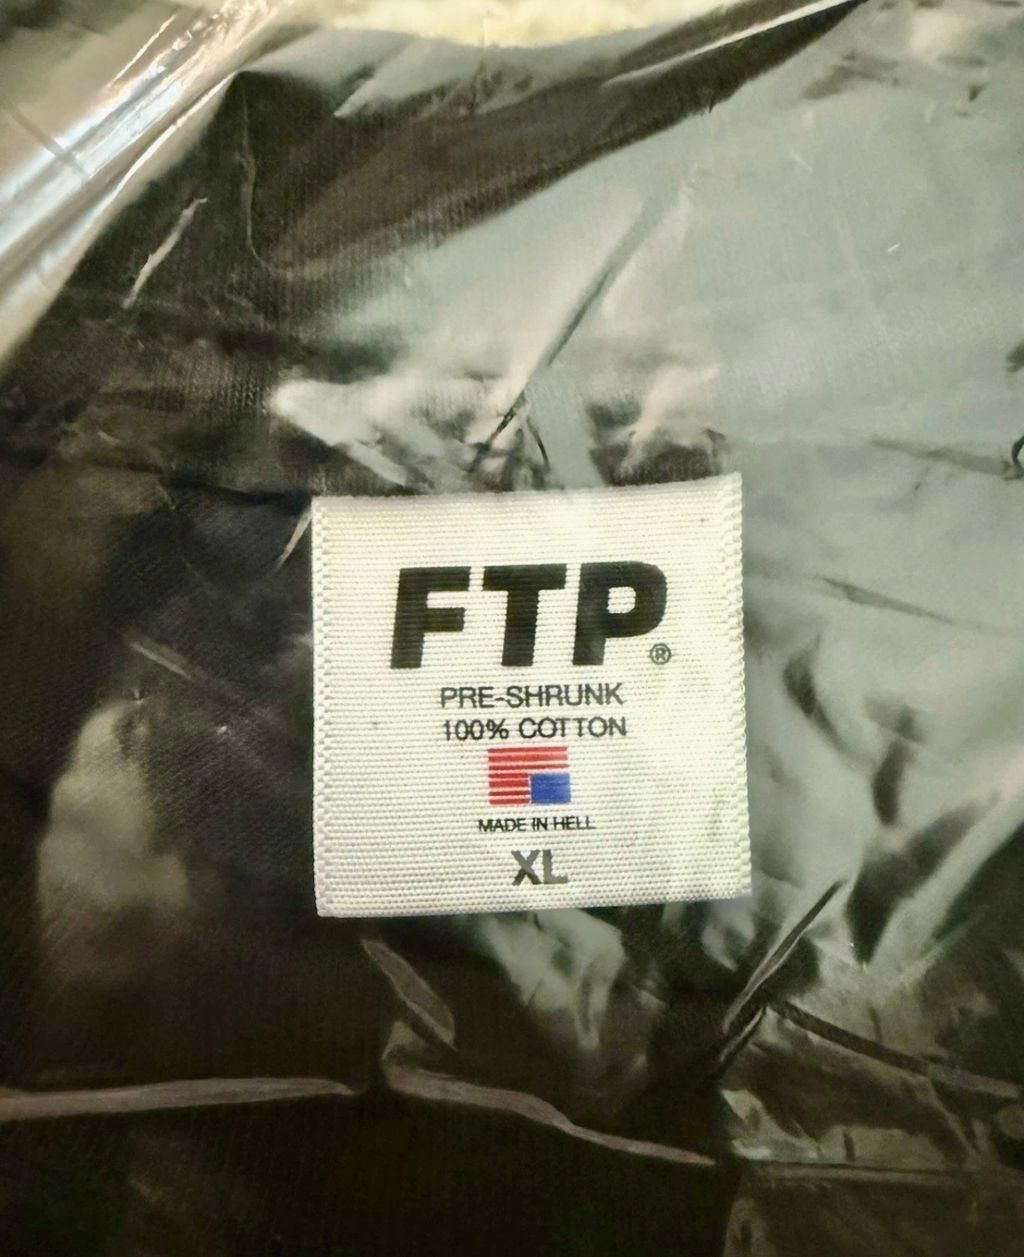 FTP®
PRE-SHRUNK
100% COTTON
MADE IN HELL
XL